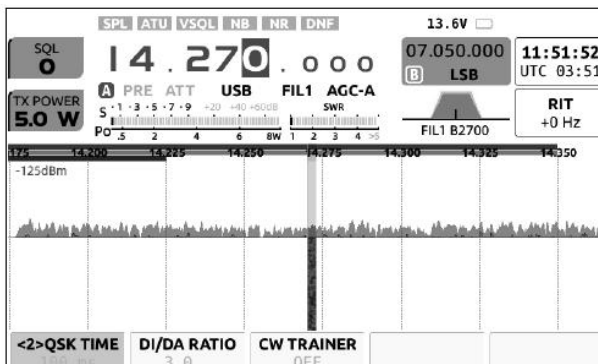 SPL ATU VSQL NB NR DNF 13.6V
SQL
0
14.270.000
07.050.000
B LSB
11:51:52
UTC 03:51
A PRE ATT USB FIL1 AGC-A
TX POWER
5.0 W
S ·1 ·3 ·5 ·7 ·9 +20 +40 +60dB SWR
Po .5 2 4 6 8W 1 2 3 4 >5
FIL1 B2700
RIT
+0 Hz
175 14.200 14.225 14.250 14.275 14.300 14.325 14.350
-125dBm
<2>QSK TIME DI/DA RATIO CW TRAINER
100 ms 3.0 OFF